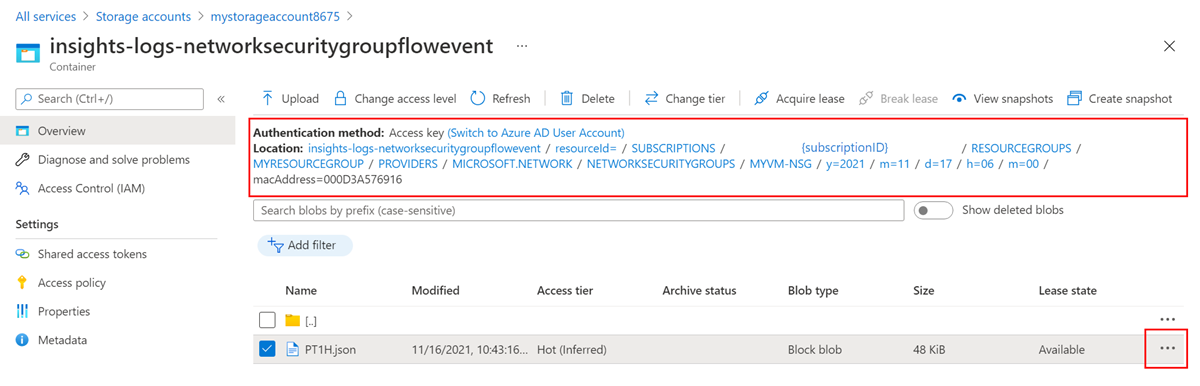 All services > Storage accounts > mystorageaccount8675 >
insights-logs-networksecuritygroupflowevent ...
Container
Search (Ctrl+/) «
Overview
Diagnose and solve problems
Access Control (IAM)
Settings
Shared access tokens
Access policy
Properties
Metadata
Upload Change access level Refresh Delete Change tier Acquire lease Break lease View snapshots Create snapshot
Authentication method: Access key (Switch to Azure AD User Account)
Location: insights-logs-networksecuritygroupflowevent / resourceId= / SUBSCRIPTIONS / {subscriptionID} / RESOURCEGROUPS /
MYRESOURCEGROUP / PROVIDERS / MICROSOFT.NETWORK / NETWORKSECURITYGROUPS / MYVM-NSG / y=2021 / m=11 / d=17 / h=06 / m=00 /
macAddress=000D3A576916
Search blobs by prefix (case-sensitive) Show deleted blobs
Add filter
Name Modified Access tier Archive status Blob type Size Lease state
[..] ...
PT1H.json 11/16/2021, 10:43:16... Hot (Inferred) Block blob 48 KiB Available ...